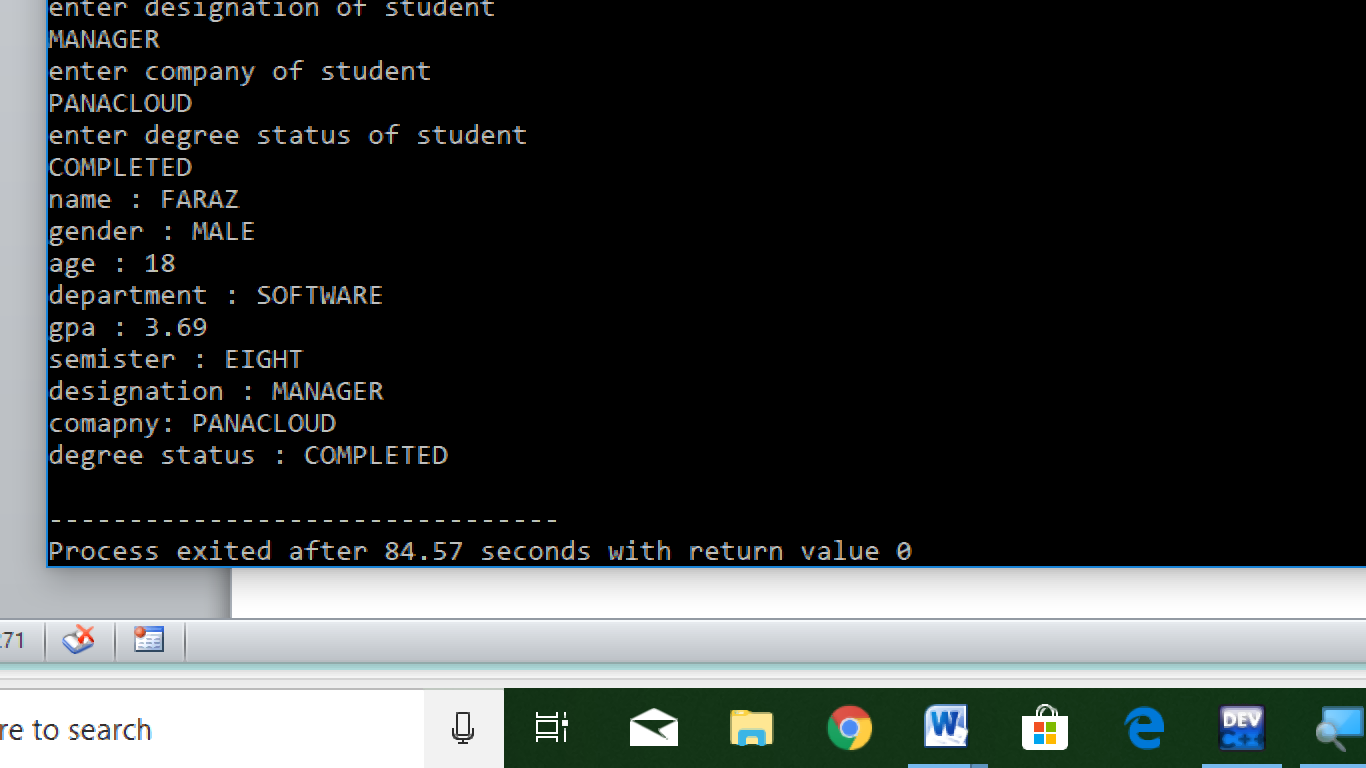 enter designation of student
MANAGER
enter company of student
PANACLOUD
enter degree status of student
COMPLETED
name : FARAZ
gender : MALE
age : 18
department : SOFTWARE
gpa : 3.69
semister : EIGHT
designation : MANAGER
comapny: PANACLOUD
degree status : COMPLETED
--------------------------------
Process exited after 84.57 seconds with return value 0
:71
re to search
W
DEV
C++